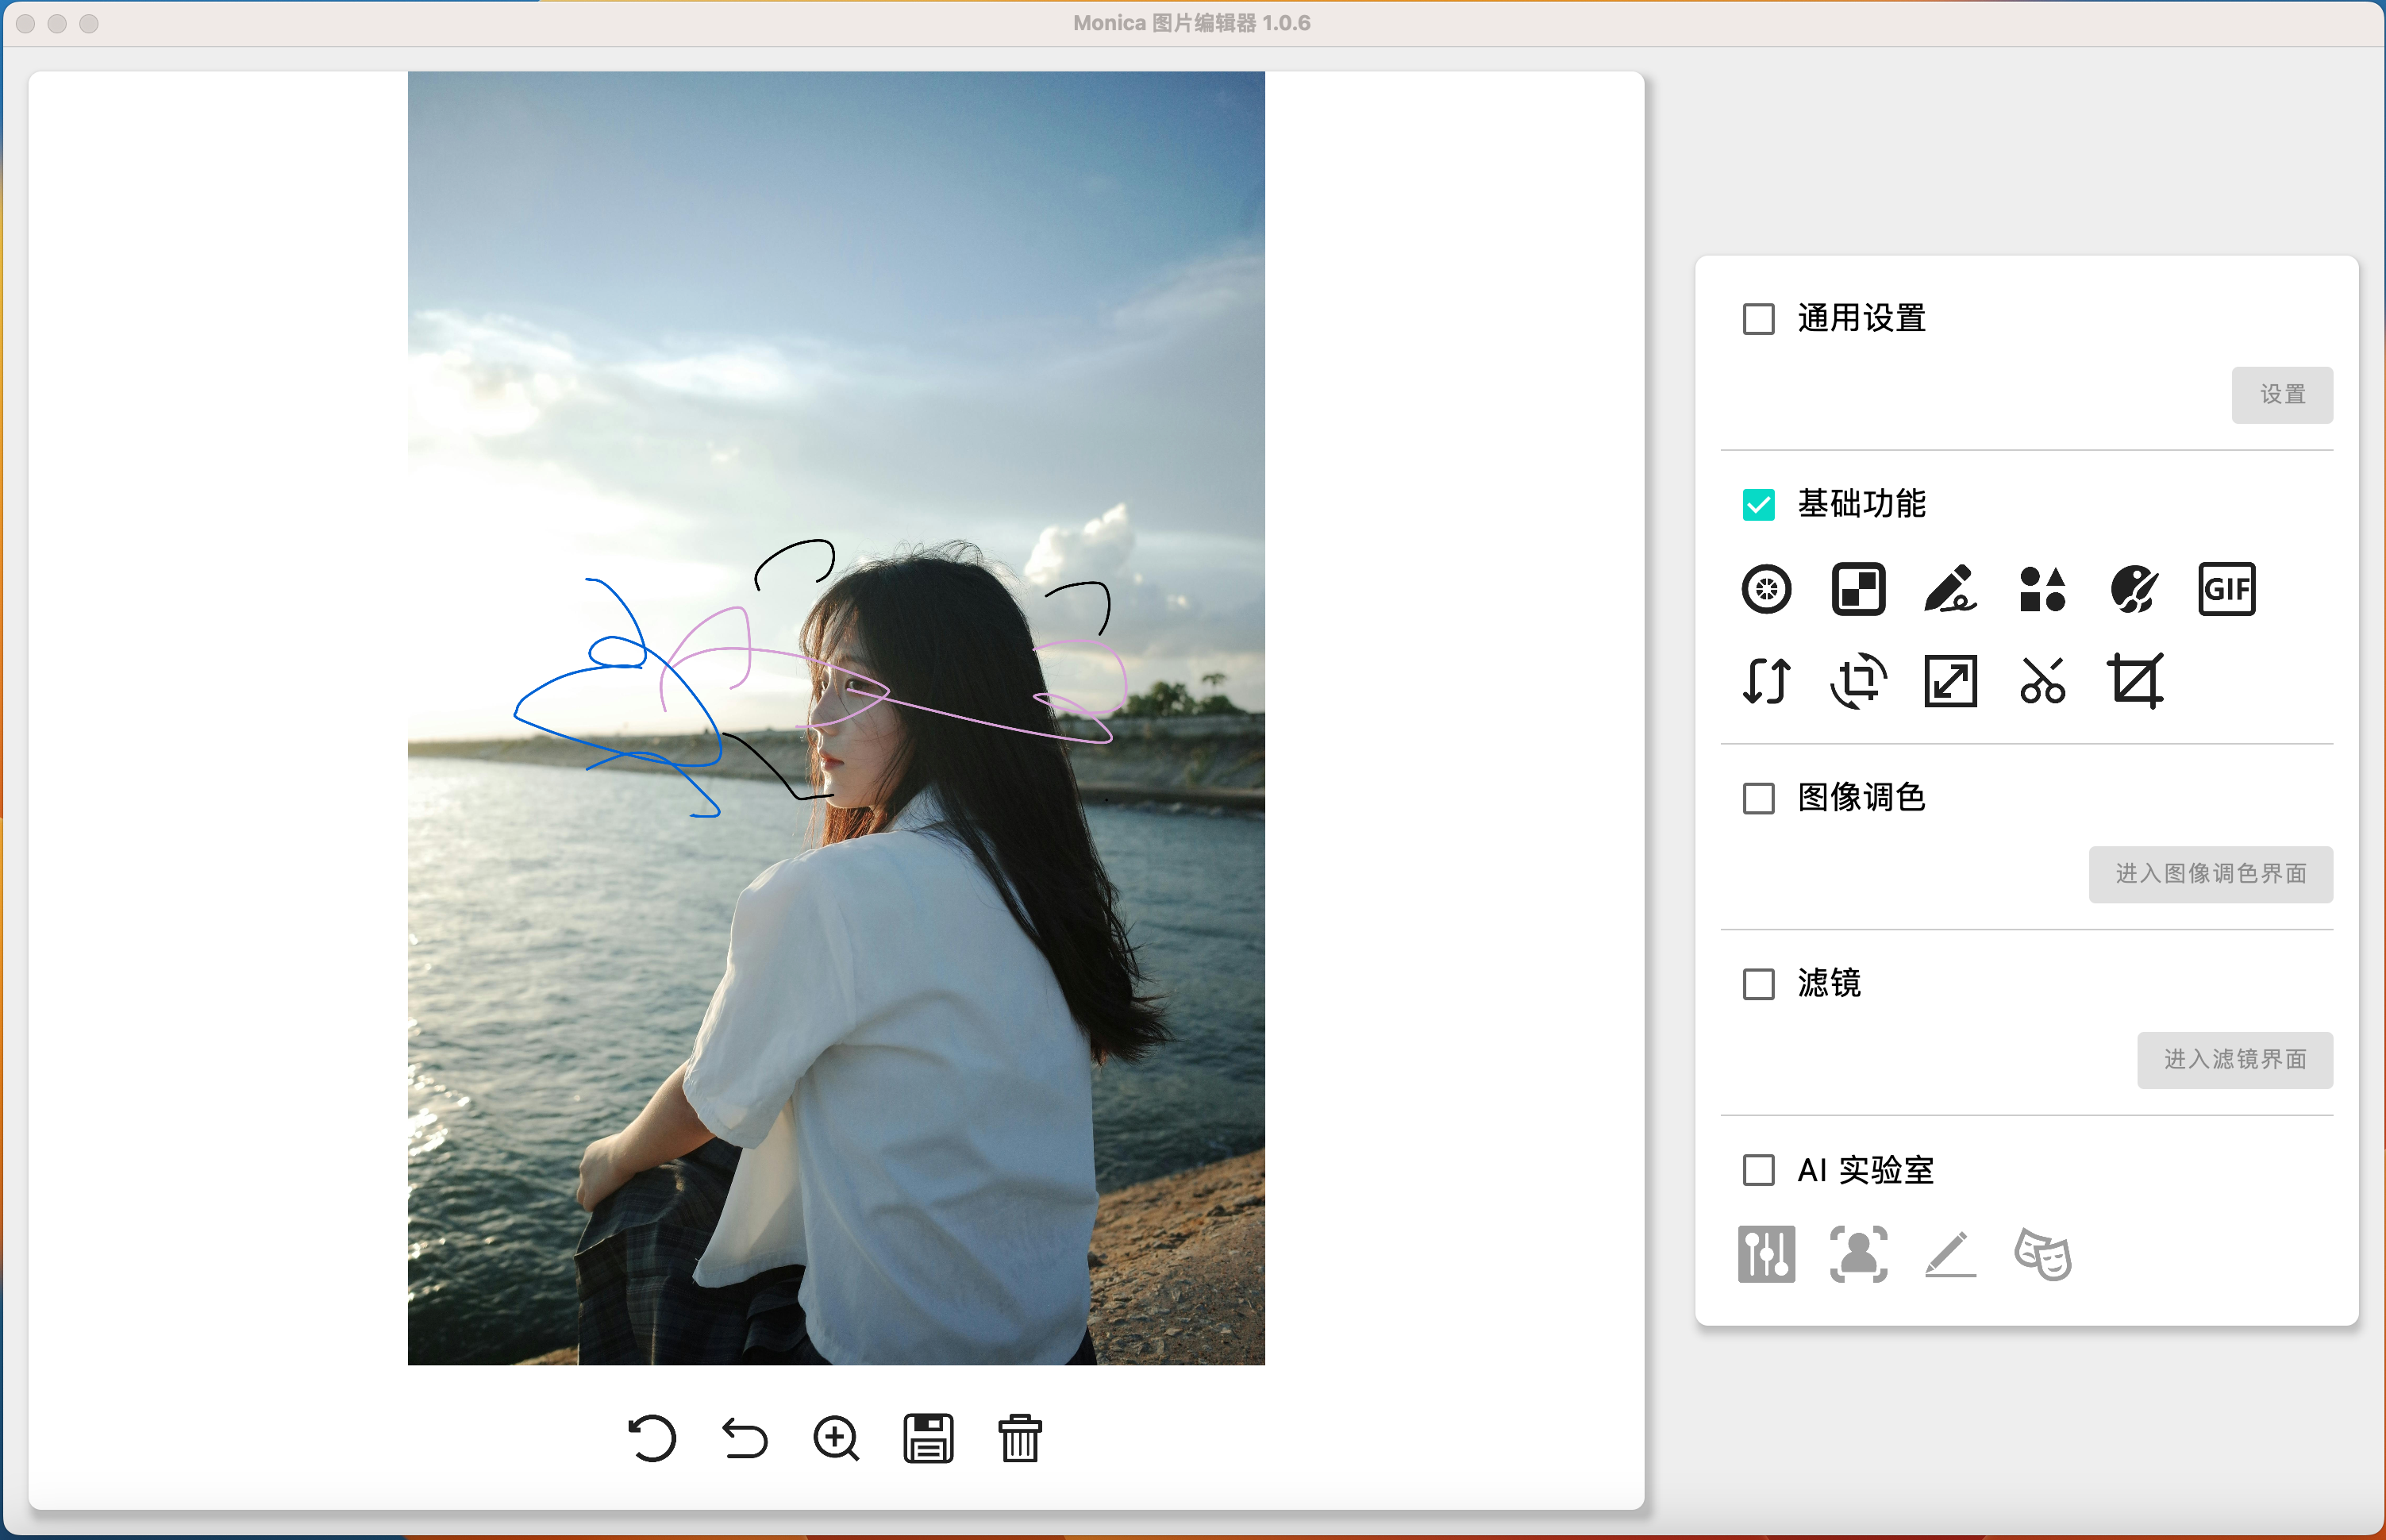 Monica 图片编辑器 1.0.6
通用设置
设置
基础功能
GIF
图像调色
进入图像调色界面
滤镜
进入滤镜界面
AI 实验室